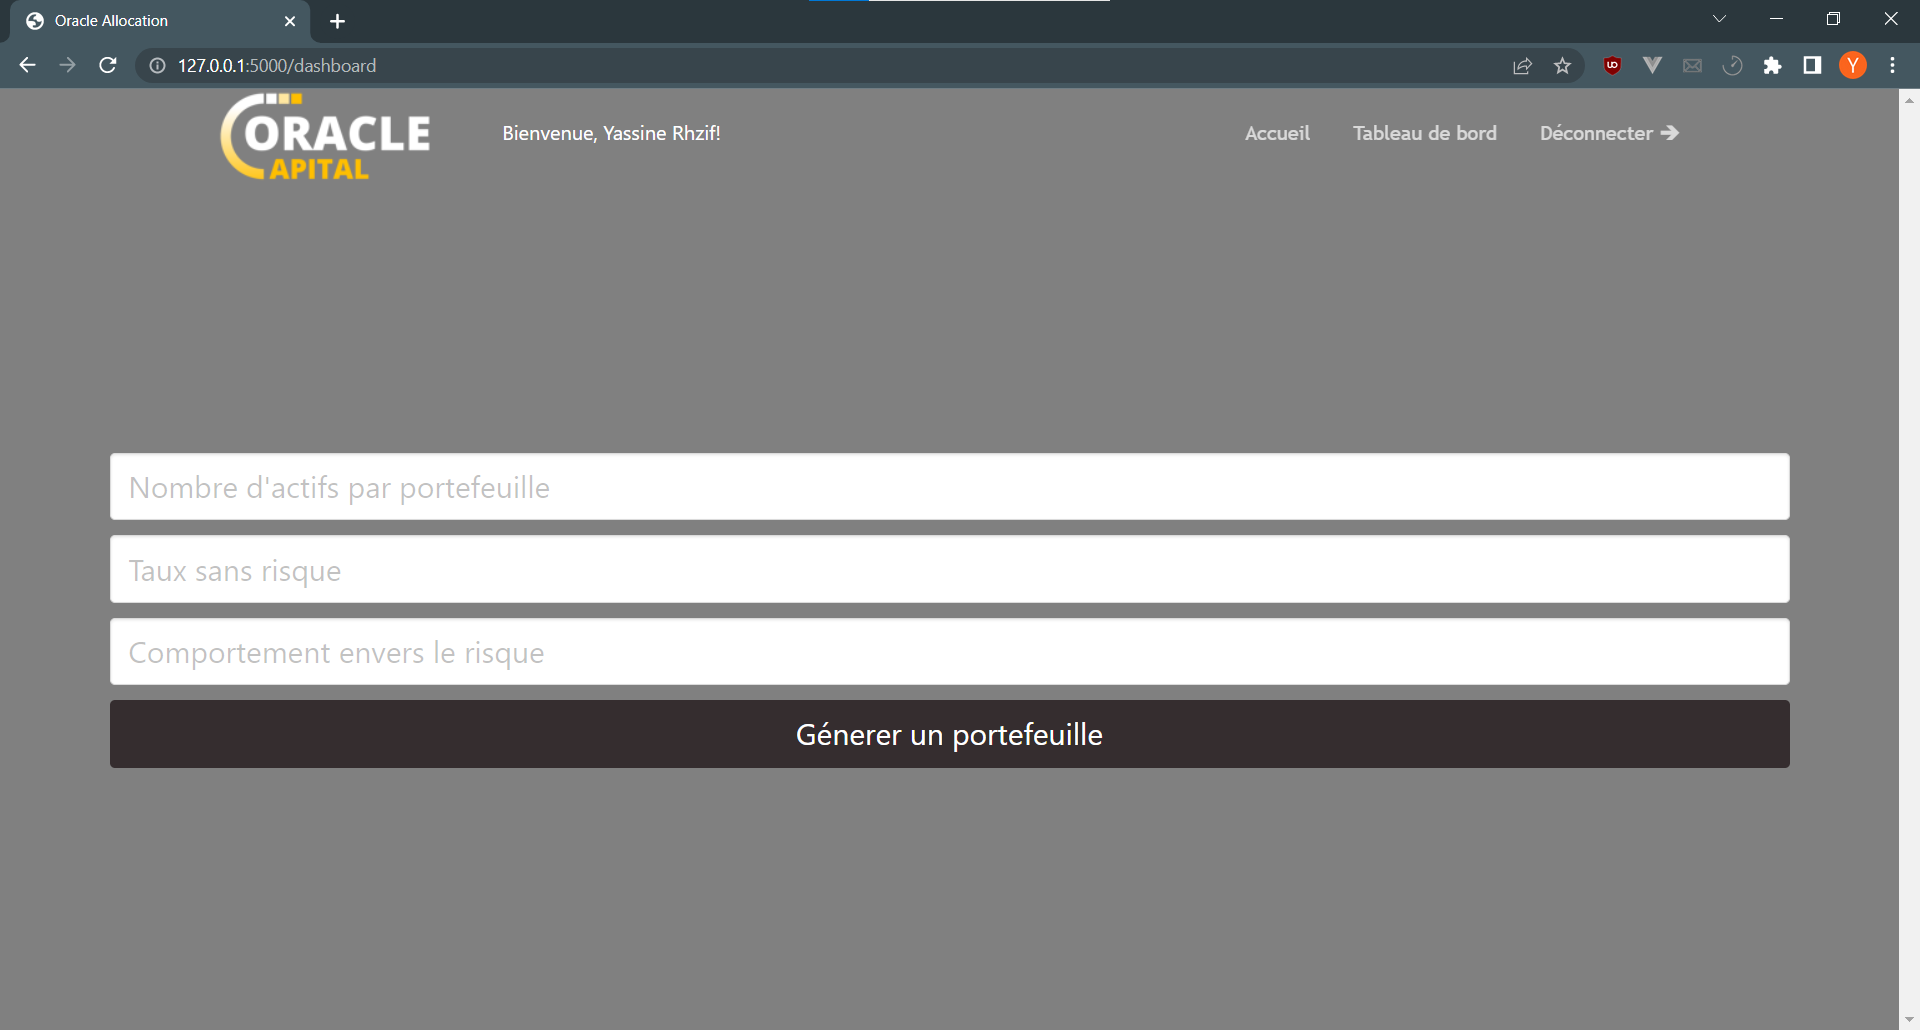 Oracle Allocation
127.0.0.1:5000/dashboard
Y
ORACLE
CAPITAL
Bienvenue, Yassine Rhzif!
Accueil
Tableau de bord
Déconnecter ➔
Nombre d'actifs par portefeuille
Taux sans risque
Comportement envers le risque
Génerer un portefeuille